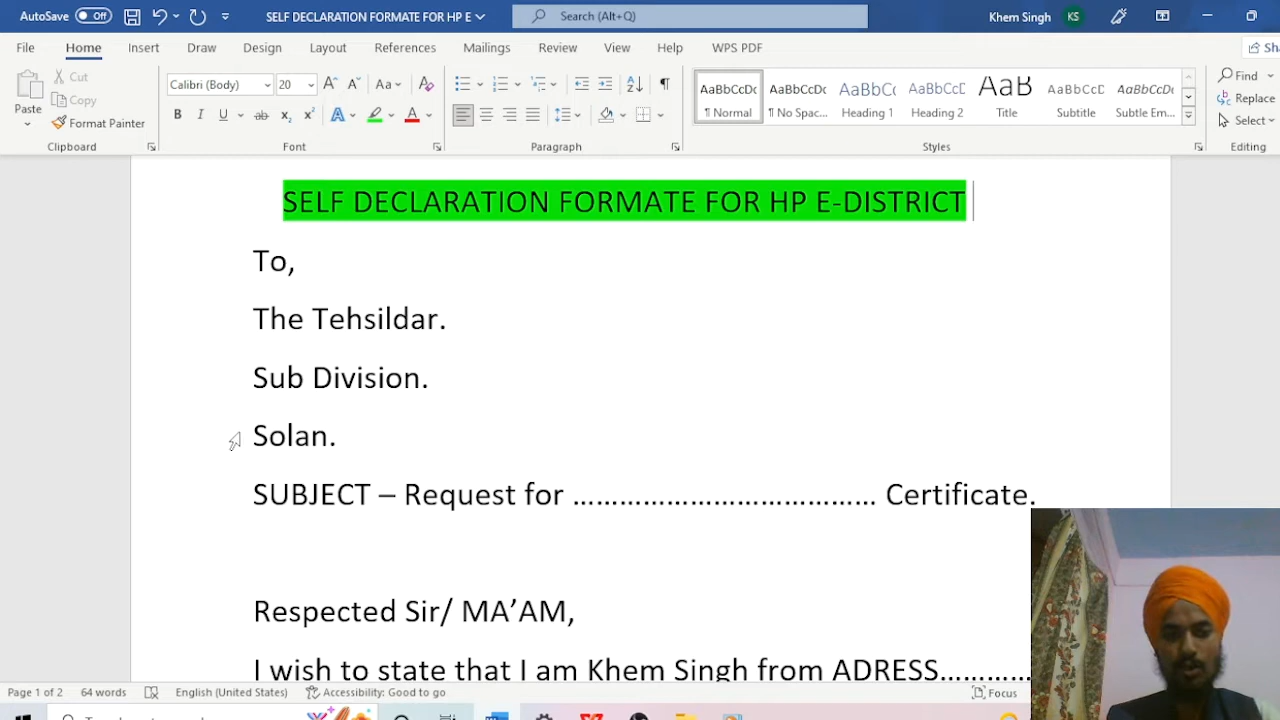 AutoSave Off SELF DECLARATION FORMATE FOR HP E Search (Alt+Q) Khem Singh KS
File Home Insert Draw Design Layout References Mailings Review View Help WPS PDF
Paste Cut Copy Format Painter
Calibri (Body) 20
AaBbCcDc AaBbCcDc AaBbCc AaBbCcD AaB AaBbCcD AaBbCcDc
¶ Normal ¶ No Spac... Heading 1 Heading 2 Title Subtitle Subtle Em...
Find
Replace
Select
Clipboard Font Paragraph Styles Editing
SELF DECLARATION FORMATE FOR HP E-DISTRICT
To,
The Tehsildar.
Sub Division.
Solan.
SUBJECT – Request for ………………………………… Certificate.
Respected Sir/ MA’AM,
I wish to state that I am Khem Singh from ADRESS…………
Page 1 of 2 64 words English (United States) Accessibility: Good to go Focus